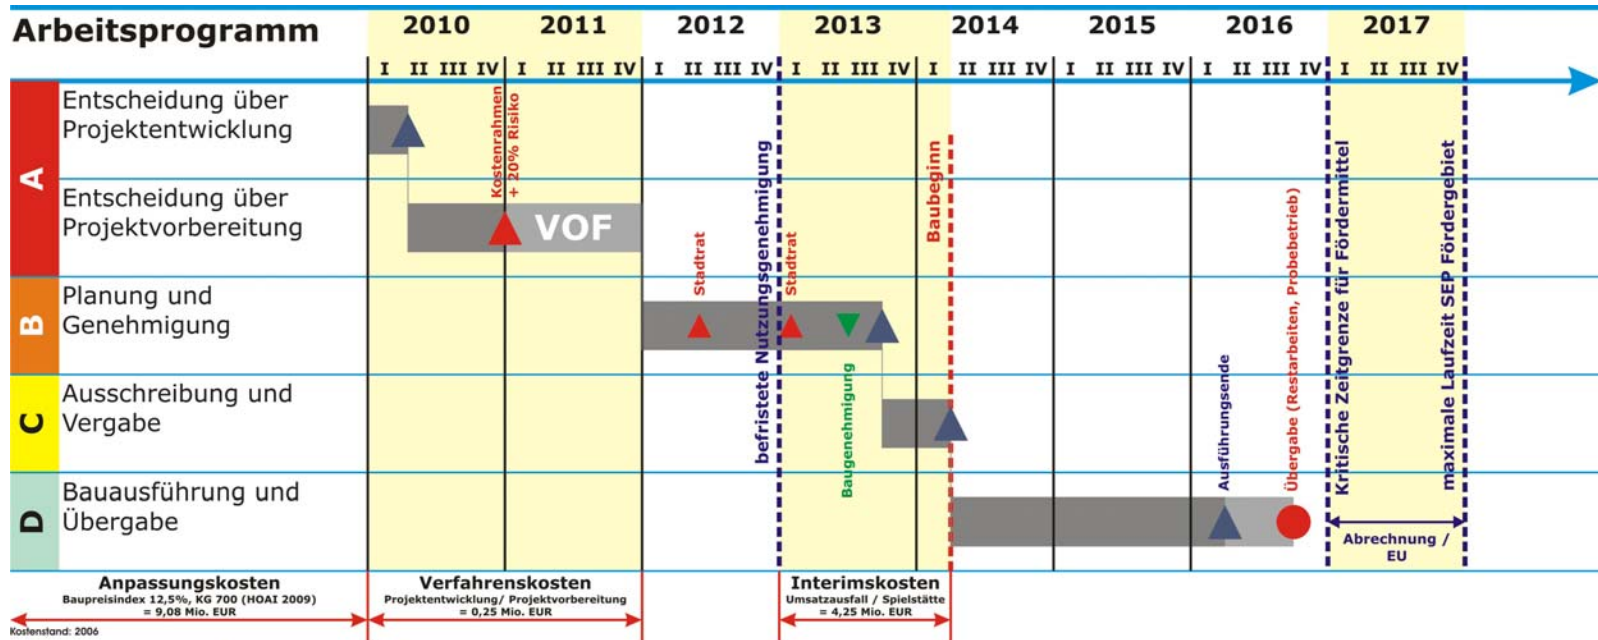 Arbeitsprogramm
2010 2011 2012 2013 2014 2015 2016 2017
I II III IV I II III IV I II III IV I II III IV I II III IV I II III IV I II III IV I II III IV
A
Entscheidung über
Projektentwicklung
Kostenrahmen
+ 20% Risiko
Entscheidung über
Projektvorbereitung
VOF
B
Planung und
Genehmigung
Stadtrat
befristete Nutzungsgenehmigung
Stadtrat
Baugenehmigung
Baubeginn
C
Ausschreibung und
Vergabe
D
Bauausführung und
Übergabe
Ausführungsende
Übergabe (Restarbeiten, Probebetrieb)
Kritische Zeitgrenze für Fördermittel
maximale Laufzeit SEP Fördergebiet
Abrechnung /
EU
Anpassungskosten
Baupreisindex 12,5%, KG 700 (HOAI 2009)
= 9,08 Mio. EUR
Verfahrenskosten
Projektentwicklung/ Projektvorbereitung
= 0,25 Mio. EUR
Interimskosten
Umsatzausfall / Spielstätte
= 4,25 Mio. EUR
Kostenstand: 2006